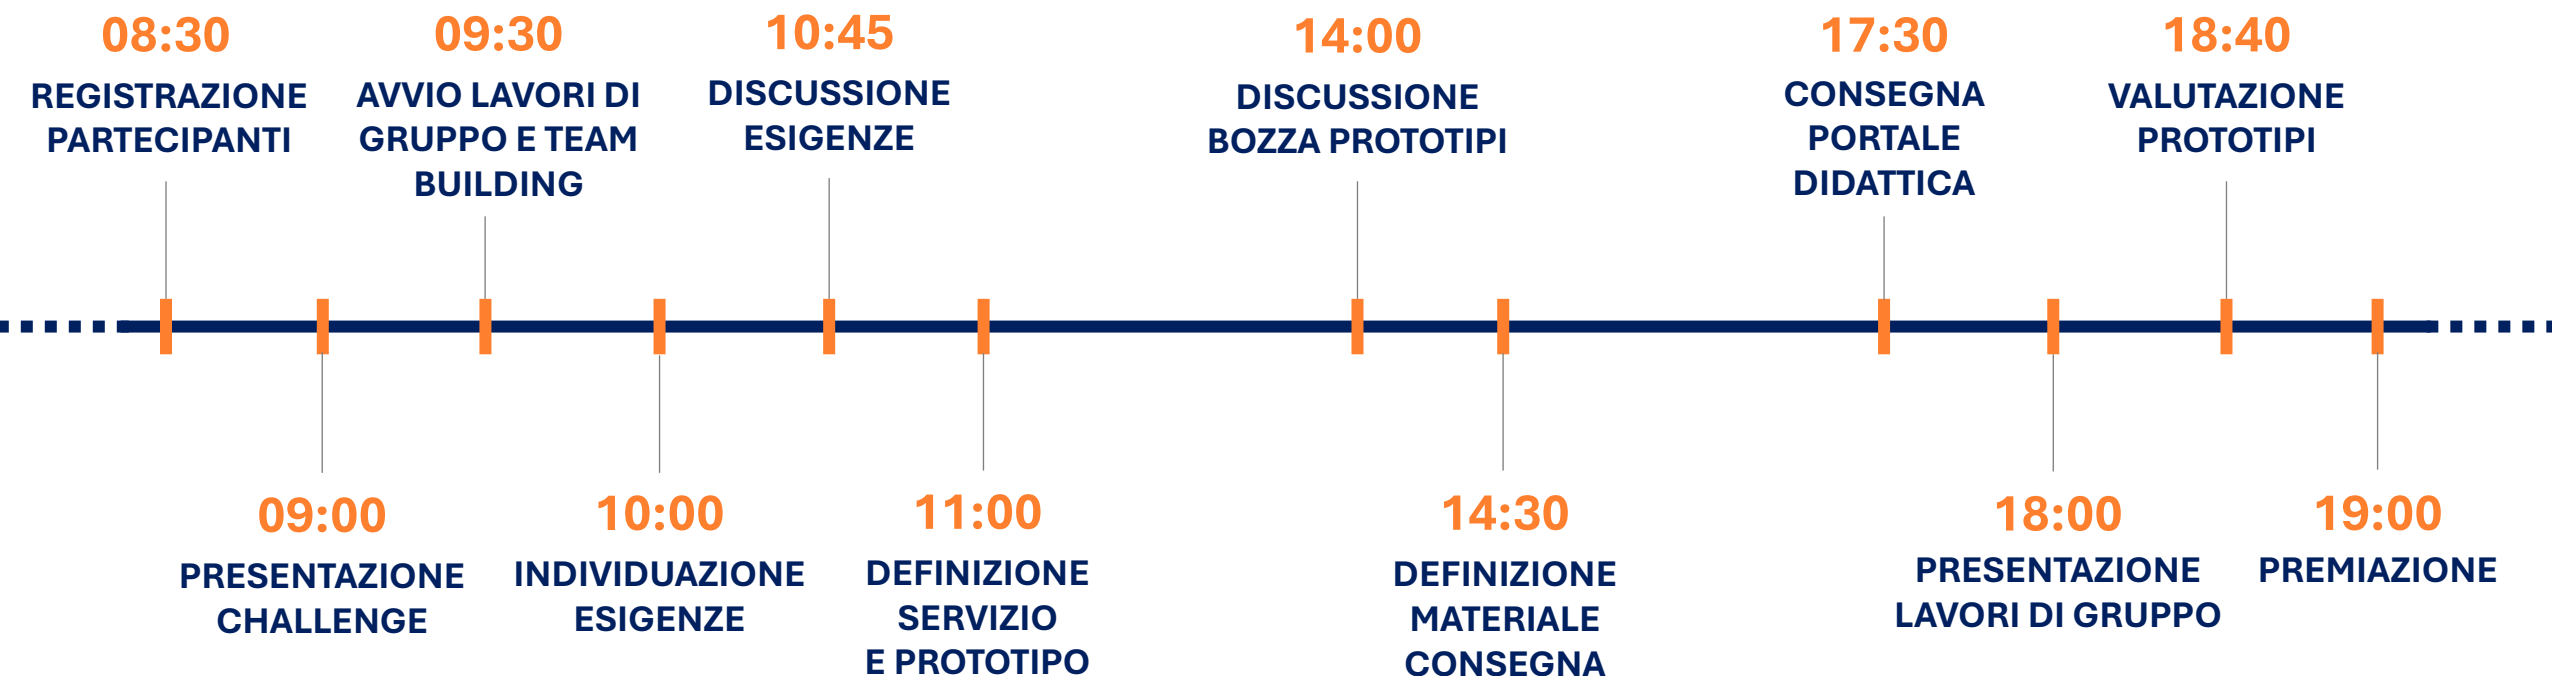 08:30
REGISTRAZIONE
PARTECIPANTI
09:30
AVVIO LAVORI DI
GRUPPO E TEAM
BUILDING
10:45
DISCUSSIONE
ESIGENZE
14:00
DISCUSSIONE
BOZZA PROTOTIPI
17:30
CONSEGNA
PORTALE
DIDATTICA
18:40
VALUTAZIONE
PROTOTIPI
09:00
PRESENTAZIONE
CHALLENGE
10:00
INDIVIDUAZIONE
ESIGENZE
11:00
DEFINIZIONE
SERVIZIO
E PROTOTIPO
14:30
DEFINIZIONE
MATERIALE
CONSEGNA
18:00
PRESENTAZIONE
LAVORI DI GRUPPO
19:00
PREMIAZIONE